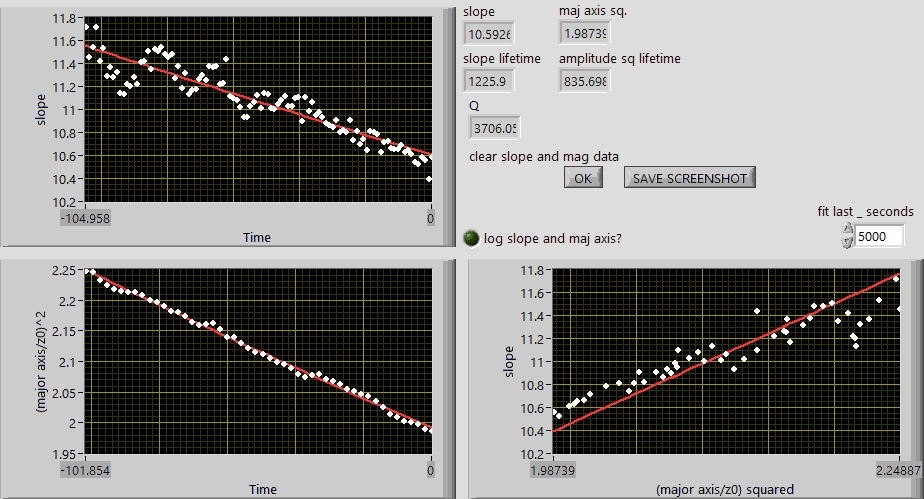 slope
maj axis sq.
10.5926
1.98739
slope lifetime
amplitude sq lifetime
1225.9
835.698
Q
3706.05
clear slope and mag data
OK
SAVE SCREENSHOT
fit last _ seconds
log slope and maj axis?
5000
11.8
11.6
11.4
11.2
11
10.8
10.6
10.4
10.2
slope
-104.958
0
Time
2.25
2.2
2.15
2.1
2.05
2
1.95
(major axis/z0)^2
-101.854
0
Time
11.8
11.6
11.4
11.2
11
10.8
10.6
10.4
10.2
slope
1.98739
2.24887
(major axis/z0) squared